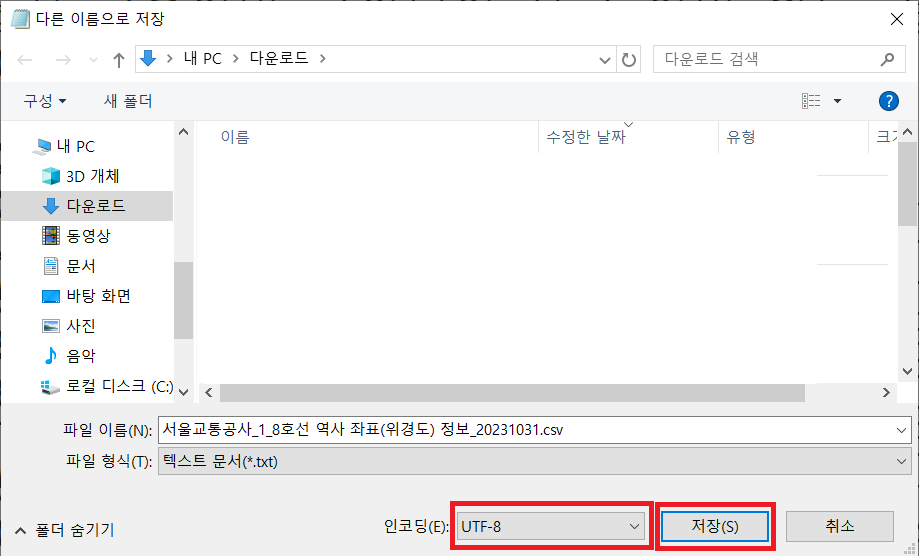 다른 이름으로 저장
내 PC
다운로드
다운로드 검색
구성
새 폴더
?
이름
수정한 날짜
유형
내 PC
3D 개체
다운로드
동영상
문서
바탕 화면
사진
음악
로컬 디스크 (C:)
파일 이름(N): 서울교통공사_1_8호선 역사 좌표(위경도) 정보_20231031.csv
파일 형식(T): 텍스트 문서(*.txt)
폴더 숨기기
인코딩(E): UTF-8
저장(S)
취소